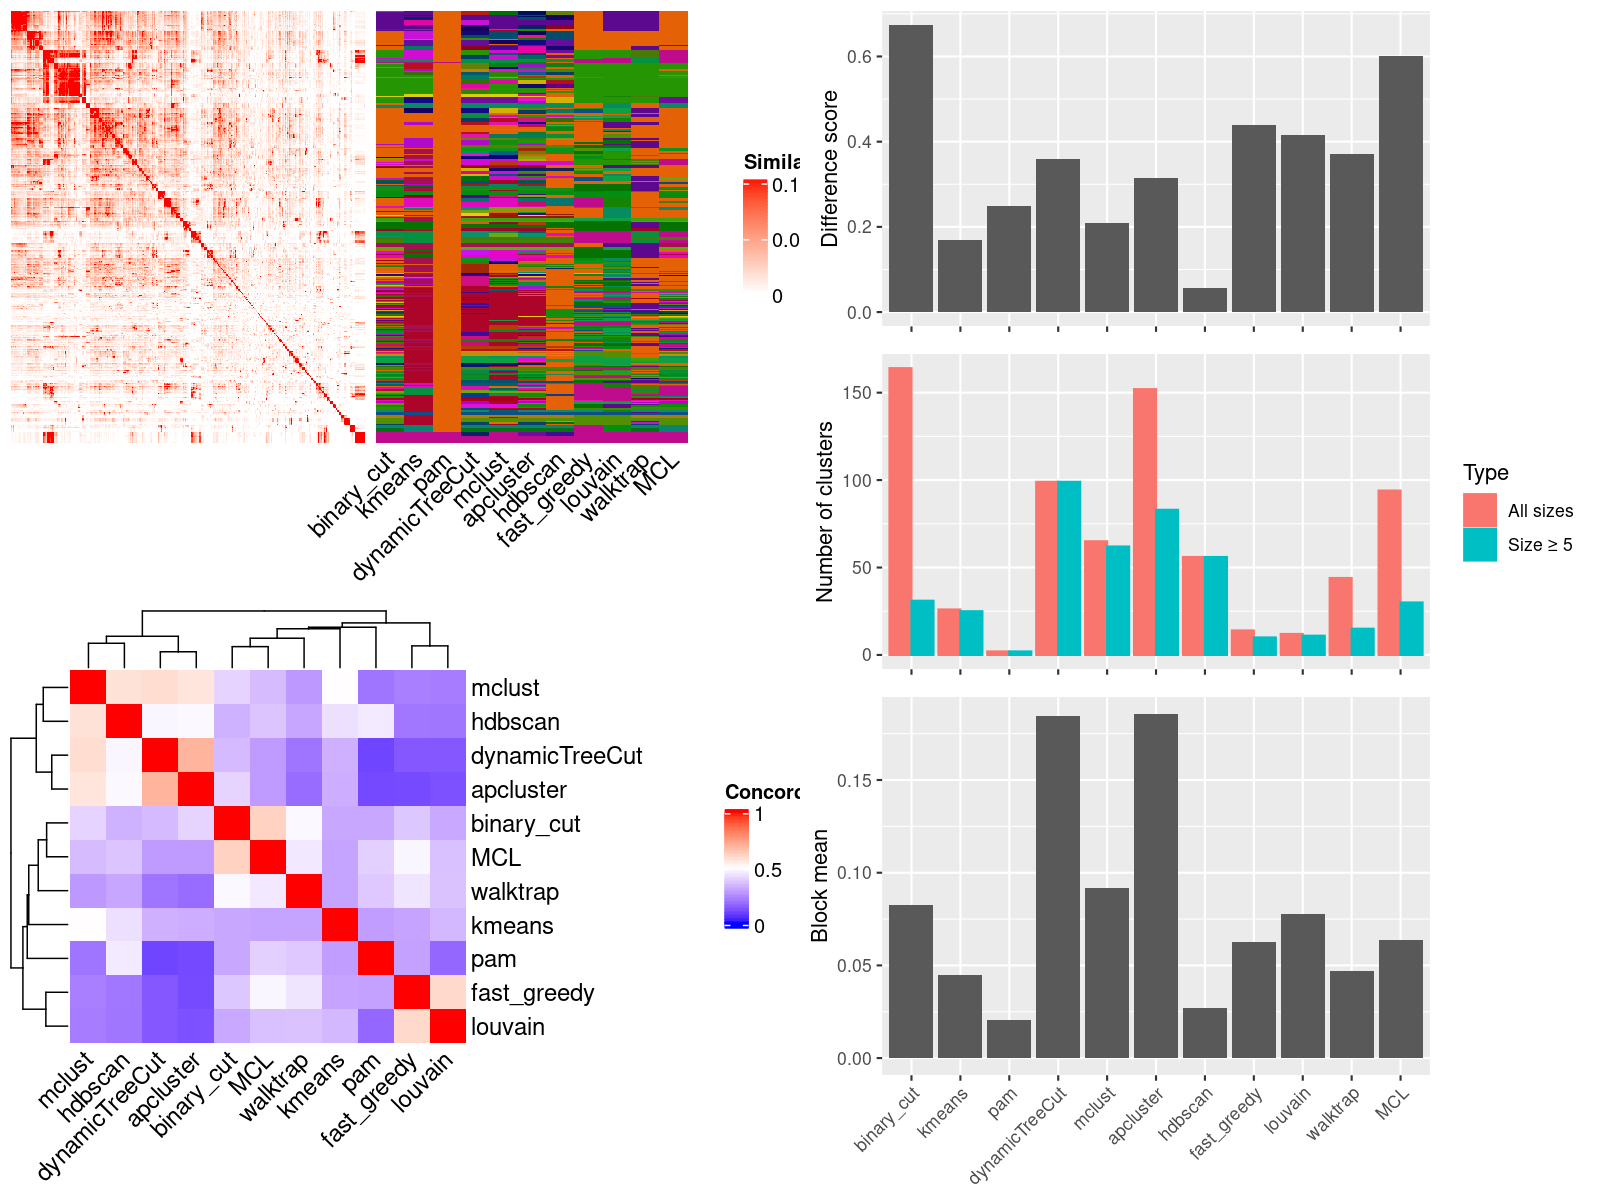 Simila
0.1
0.0
0
binary_cut
kmeans
pam
dynamicTreeCut
mclust
apcluster
hdbscan
fast_greedy
louvain
walktrap
MCL
mclust
hdbscan
dynamicTreeCut
apcluster
binary_cut
MCL
walktrap
kmeans
pam
fast_greedy
louvain
mclust
hdbscan
dynamicTreeCut
apcluster
binary_cut
MCL
walktrap
kmeans
pam
fast_greedy
louvain
Concord
1
0.5
0
Difference score
0.6
0.4
0.2
0.0
Number of clusters
150
100
50
0
Type
All sizes
Size ≥ 5
Block mean
0.15
0.10
0.05
0.00
binary_cut
kmeans
pam
dynamicTreeCut
mclust
apcluster
hdbscan
fast_greedy
louvain
walktrap
MCL